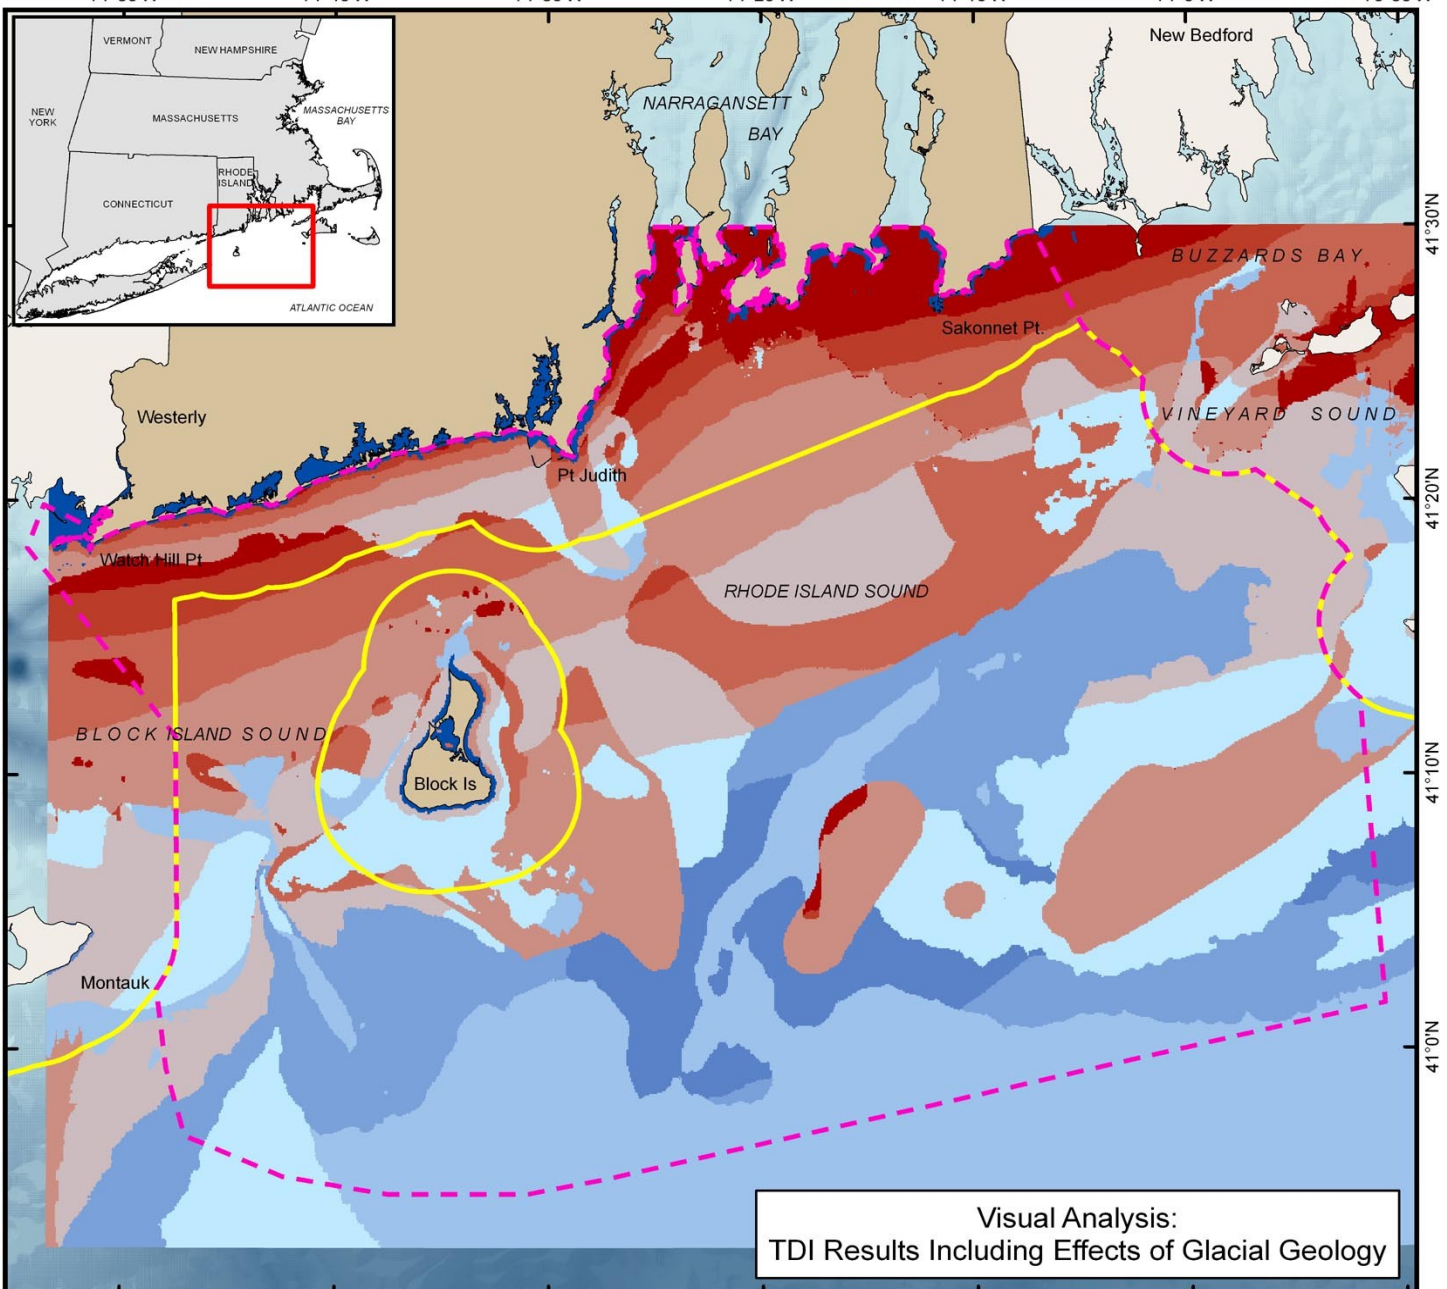 VERMONT
NEW HAMPSHIRE
NEW
YORK
MASSACHUSETTS
MASSACHUSETTS
BAY
RHODE
ISLAND
CONNECTICUT
ATLANTIC OCEAN
New Bedford
NARRAGANSETT
BAY
41°30'N
BUZZARDS BAY
Sakonnet Pt.
Westerly
VINEYARD SOUND
Pt Judith
41°20'N
Watch Hill Pt
RHODE ISLAND SOUND
BLOCK ISLAND SOUND
Block Is
41°10'N
Montauk
41°0'N
Visual Analysis:
TDI Results Including Effects of Glacial Geology